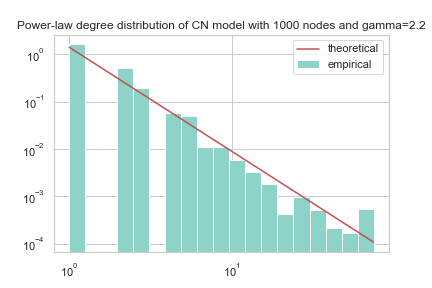 Power-law degree distribution of CN model with 1000 nodes and gamma=2.2
theoretical
empirical
10⁰
10⁻¹
10⁻²
10⁻³
10⁻⁴
10⁰
10¹